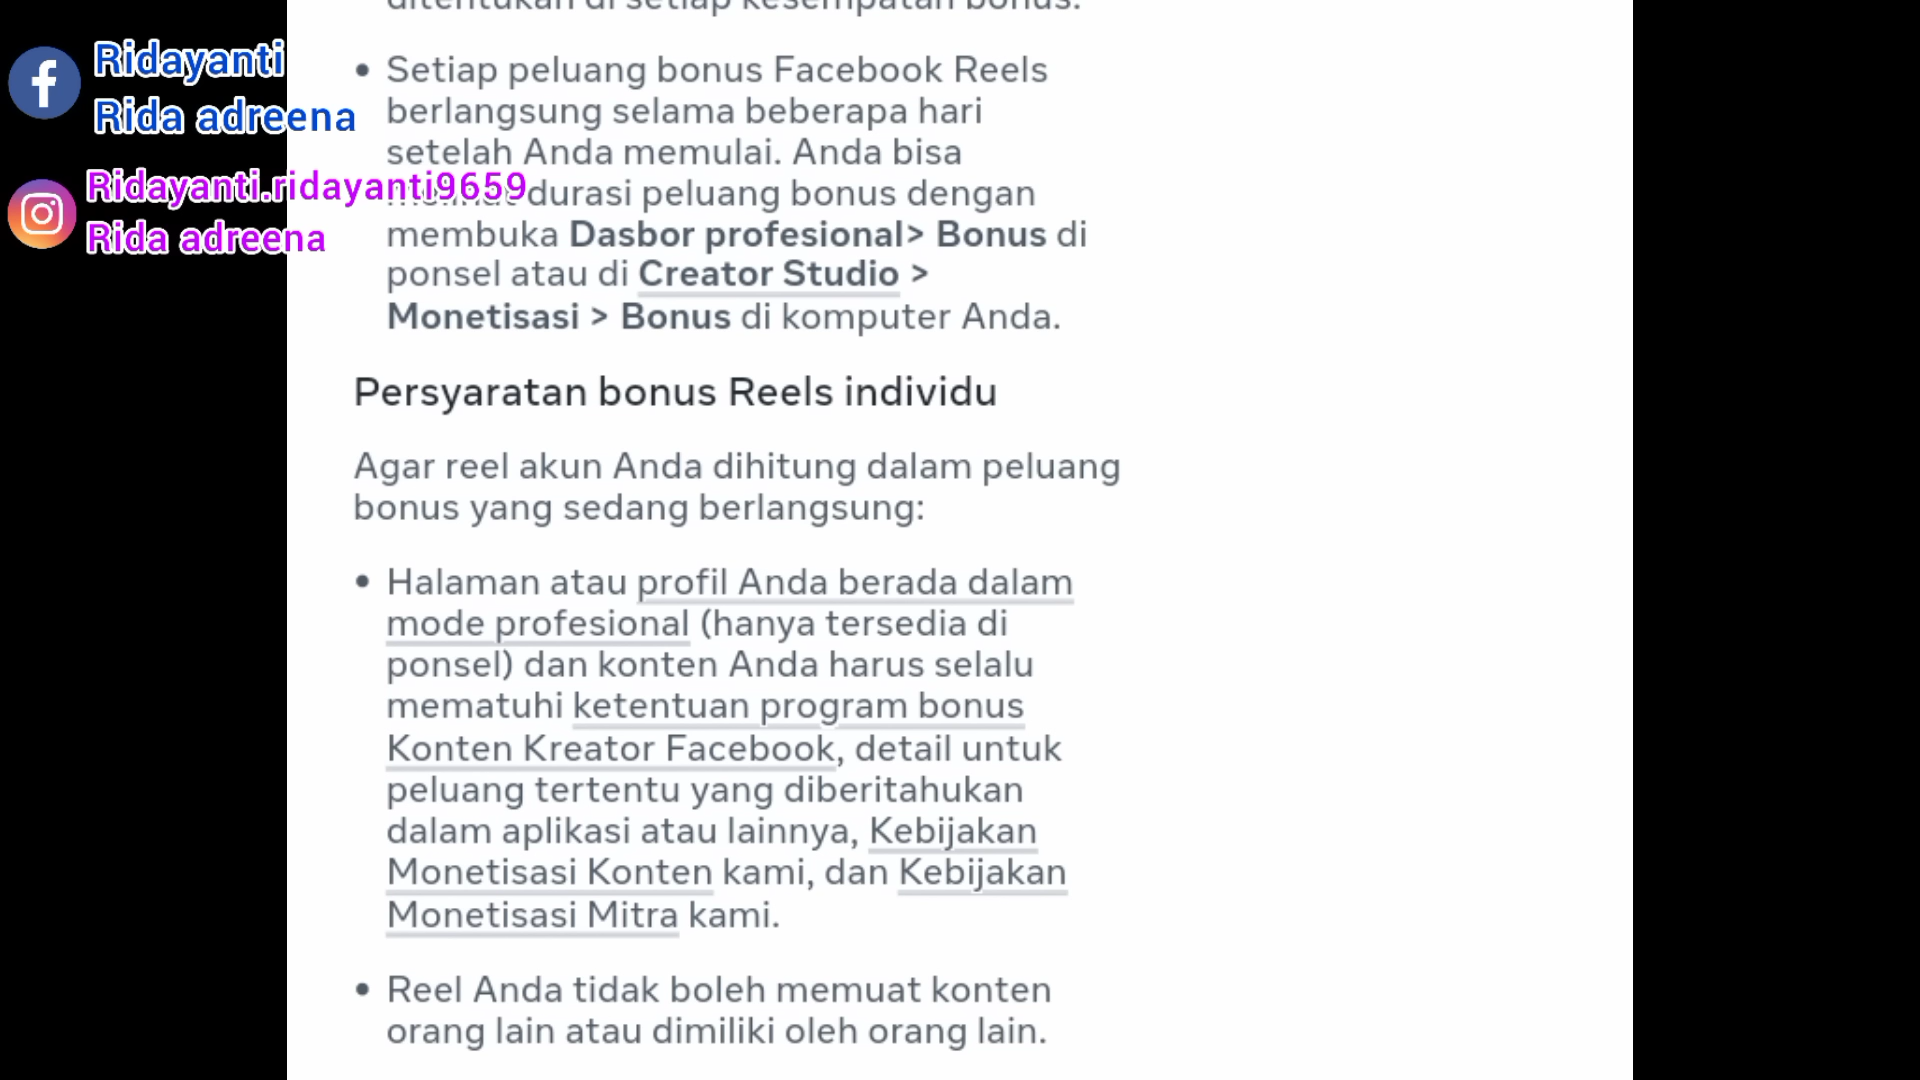 Ridayanti
Rida adreena
Ridayanti.ridayanti9659
Rida adreena
ditentukan di setiap kesempatan bonus.
• Setiap peluang bonus Facebook Reels
berlangsung selama beberapa hari
setelah Anda memulai. Anda bisa
durasi peluang bonus dengan
membuka Dasbor profesional> Bonus di
ponsel atau di Creator Studio >
Monetisasi > Bonus di komputer Anda.
Persyaratan bonus Reels individu
Agar reel akun Anda dihitung dalam peluang
bonus yang sedang berlangsung:
• Halaman atau profil Anda berada dalam
mode profesional (hanya tersedia di
ponsel) dan konten Anda harus selalu
mematuhi ketentuan program bonus
Konten Kreator Facebook, detail untuk
peluang tertentu yang diberitahukan
dalam aplikasi atau lainnya, Kebijakan
Monetisasi Konten kami, dan Kebijakan
Monetisasi Mitra kami.
• Reel Anda tidak boleh memuat konten
orang lain atau dimiliki oleh orang lain.